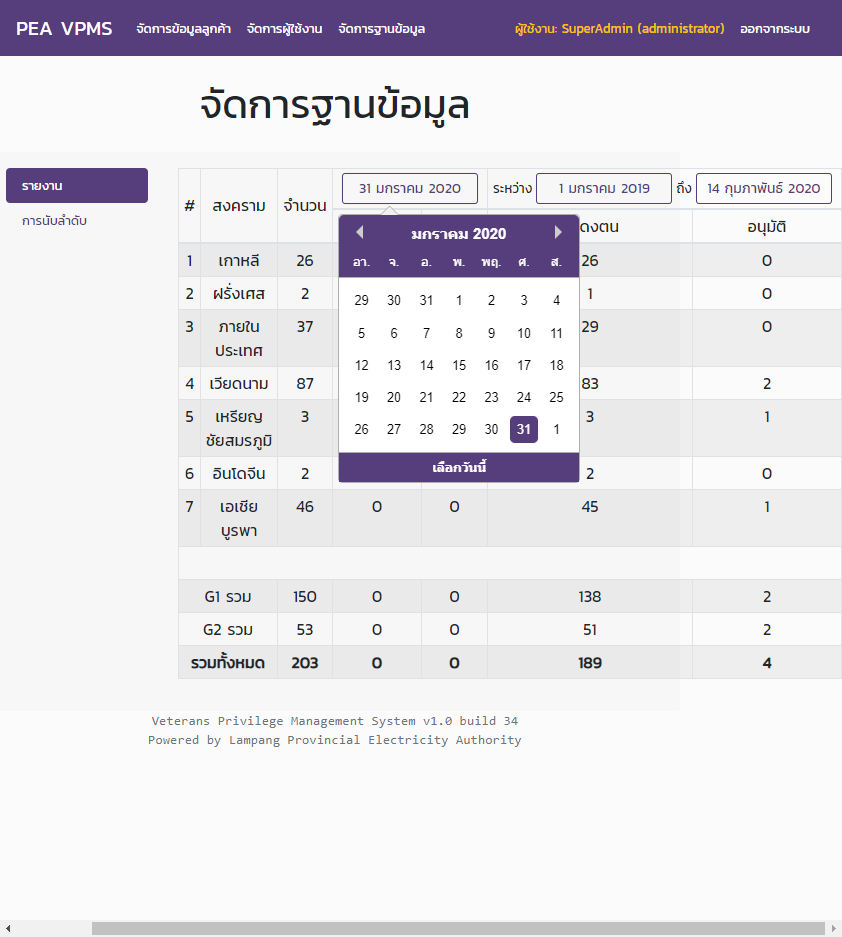 PEA VPMS จัดการข้อมูลลูกค้า จัดการผู้ใช้งาน จัดการฐานข้อมูล ผู้ใช้งาน: SuperAdmin (administrator) ออกจากระบบ
จัดการฐานข้อมูล
รายงาน
การนับลำดับ
# สงคราม จำนวน 31 มกราคม 2020 ระหว่าง 1 มกราคม 2019 ถึง 14 กุมภาพันธ์ 2020
ดงตน อนุมัติ
มกราคม 2020
อา. จ. อ. พ. พฤ. ศ. ส.
29 30 31 1 2 3 4
5 6 7 8 9 10 11
12 13 14 15 16 17 18
19 20 21 22 23 24 25
26 27 28 29 30 31 1
เลือกวันนี้
1 เกาหลี 26 26 0
2 ฝรั่งเศส 2 1 0
3 ภายใน 37 29 0
ประเทศ
4 เวียดนาม 87 83 2
5 เหรียญ 3 3 1
ชัยสมรภูมิ
6 อินโดจีน 2 2 0
7 เอเชีย 46 0 0 45 1
บูรพา
G1 รวม 150 0 0 138 2
G2 รวม 53 0 0 51 2
รวมทั้งหมด 203 0 0 189 4
Veterans Privilege Management System v1.0 build 34
Powered by Lampang Provincial Electricity Authority